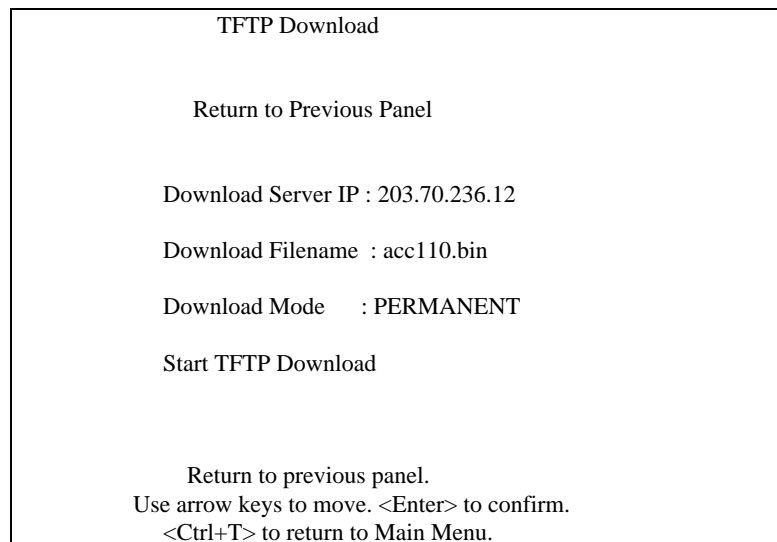 TFTP Download
Return to Previous Panel
Download Server IP : 203.70.236.12
Download Filename : acc110.bin
Download Mode : PERMANENT
Start TFTP Download
Return to previous panel.
Use arrow keys to move. <Enter> to confirm.
<Ctrl+T> to return to Main Menu.